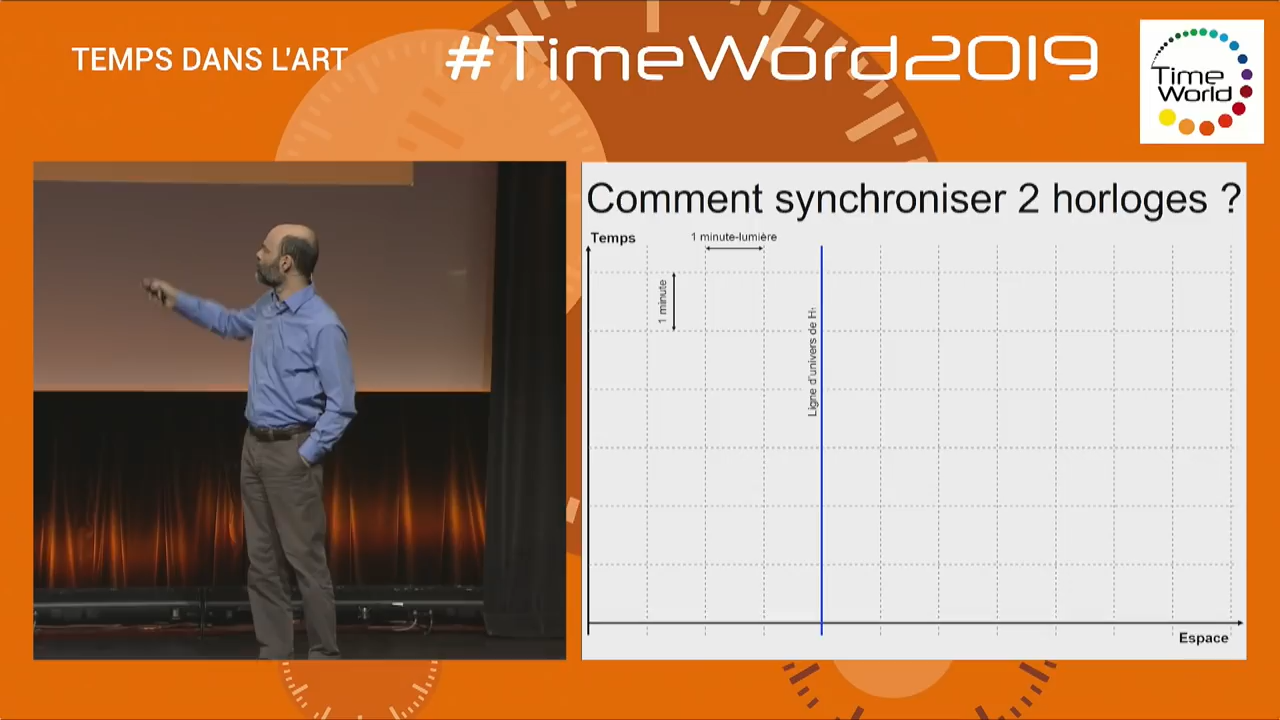 TEMPS DANS L'ART
#TimeWord2019
Time
World
Comment synchroniser 2 horloges ?
Temps
1 minute-lumière
1 minute
Ligne d'univers de H₁
Espace